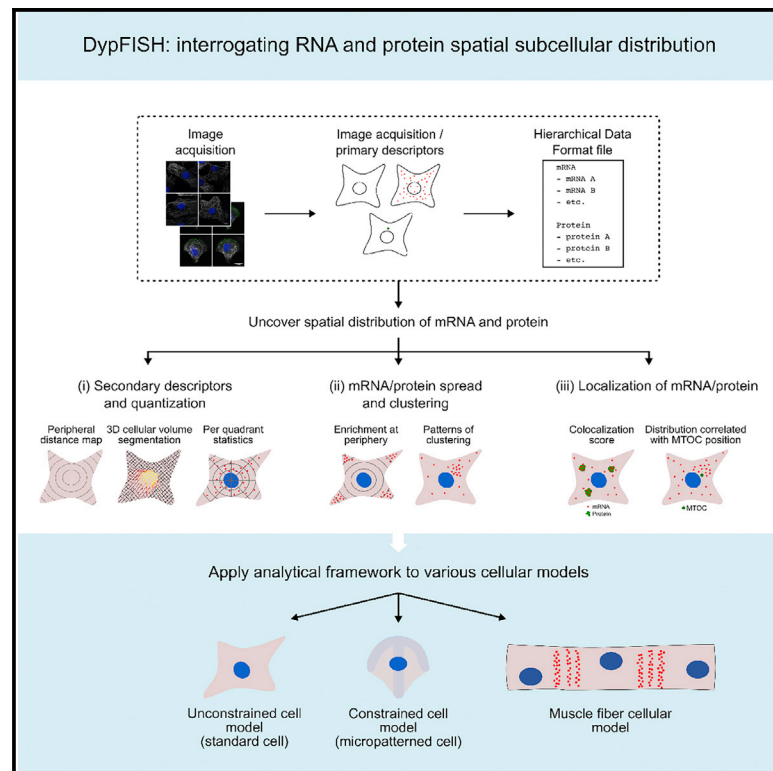 DypFISH: interrogating RNA and protein spatial subcellular distribution
Image
acquisition
Image acquisition /
primary descriptors
Hierarchical Data
Format file
mRNA
- mRNA A
- mRNA B
- etc.
Protein
- protein A
- protein B
- etc.
Uncover spatial distribution of mRNA and protein
(i) Secondary descriptors
and quantization
(ii) mRNA/protein spread
and clustering
(iii) Localization of mRNA/protein
Peripheral
distance map
3D cellular volume
segmentation
Per quadrant
statistics
Enrichment at
periphery
Patterns of
clustering
Colocalization
score
Distribution correlated
with MTOC position
mRNA
Protein
MTOC
Apply analytical framework to various cellular models
Unconstrained cell
model
(standard cell)
Constrained cell
model
(micropatterned cell)
Muscle fiber cellular
model